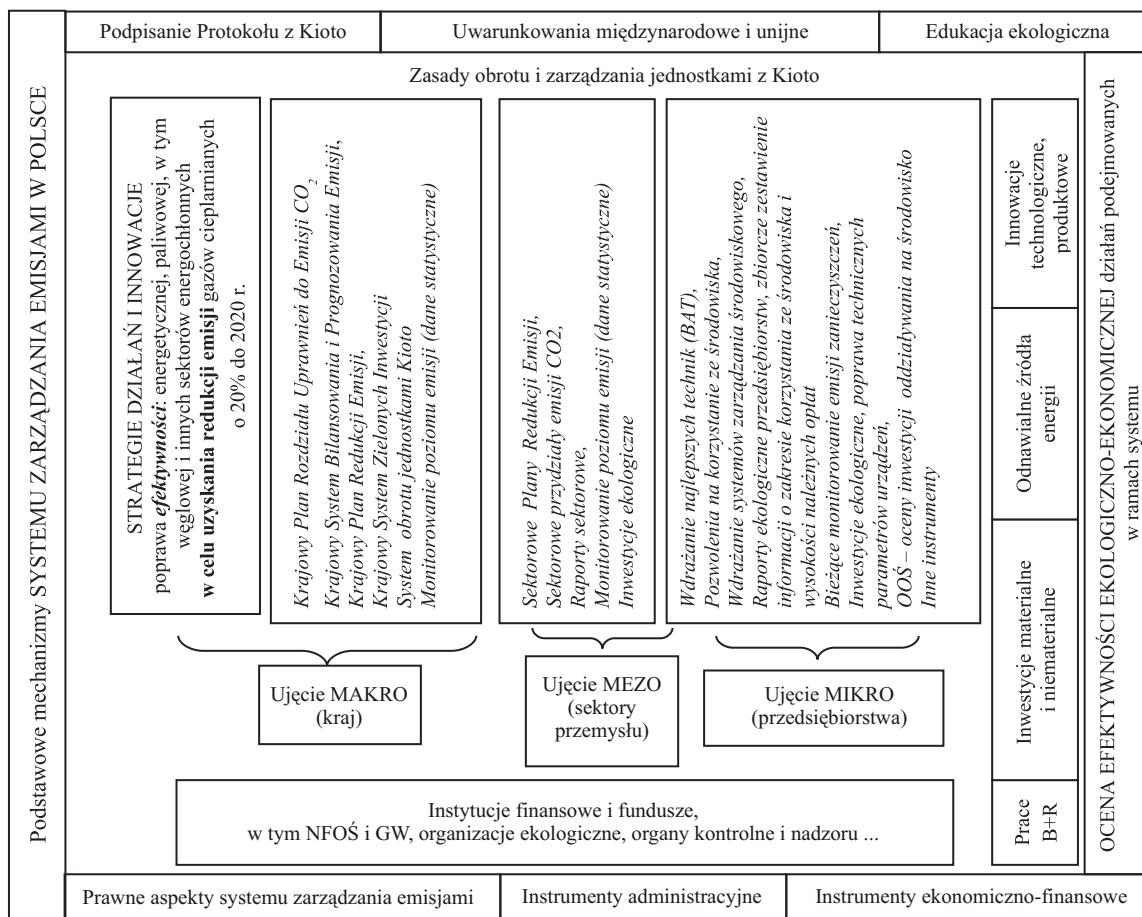 Podpisanie Protokołu z Kioto
Uwarunkowania międzynarodowe i unijne
Edukacja ekologiczna
Podstawowe mechanizmy SYSTEMU ZARZĄDZANIA EMISJAMI W POLSCE
Zasady obrotu i zarządzania jednostkami z Kioto
STRATEGIE DZIAŁAŃ I INNOWACJE
poprawa efektywności: energetycznej, paliwowej, w tym
węglowej i innych sektorów energochłonnych
w celu uzyskania redukcji emisji gazów cieplarnianych
o 20% do 2020 r.
Krajowy Plan Rozdziału Uprawnień do Emisji CO₂
Krajowy System Bilansowania i Prognozowania Emisji,
Krajowy Plan Redukcji Emisji,
Krajowy System Zielonych Inwestycji
System obrotu jednostkami Kioto
Monitorowanie poziomu emisji (dane statystyczne)
Sektorowe Plany Redukcji Emisji,
Sektorowe przydziały emisji CO2,
Raporty sektorowe,
Monitorowanie poziomu emisji (dane statystyczne)
Inwestycje ekologiczne
Wdrażanie najlepszych technik (BAT),
Pozwolenia na korzystanie ze środowiska,
Wdrażanie systemów zarządzania środowiskowego,
Raporty ekologiczne przedsiębiorstw, zbiorcze zestawienie
informacji o zakresie korzystania ze środowiska i
wysokości należnych opłat
Bieżące monitorowanie emisji zanieczyszczeń,
Inwestycje ekologiczne, poprawa technicznych
parametrów urządzeń,
OOŚ – oceny inwestycji oddziaływania na środowisko
Inne instrumenty
Ujęcie MAKRO
(kraj)
Ujęcie MEZO
(sektory
przemysłu)
Ujęcie MIKRO
(przedsiębiorstwa)
Instytucje finansowe i fundusze,
w tym NFOŚ i GW, organizacje ekologiczne, organy kontrolne i nadzoru ...
Innowacje
technologiczne,
produktowe
Odnawialne źródła
energii
Inwestycje materialne
i niematerialne
Prace
B+R
OCENA EFEKTYWNOŚCI EKOLOGICZNO-EKONOMICZNEJ działań podejmowanych
w ramach systemu
Prawne aspekty systemu zarządzania emisjami
Instrumenty administracyjne
Instrumenty ekonomiczno-finansowe